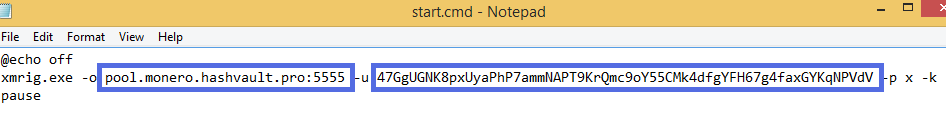 start.cmd - Notepad
File Edit Format View Help
@echo off
xmrig.exe -o pool.monero.hashvault.pro:5555 -u 47GgUGNK8pxUyaPhP7ammNAPT9KrQmc9oY55CMk4dfgYFH67g4faxGYKqNPVdV -p x -k
pause